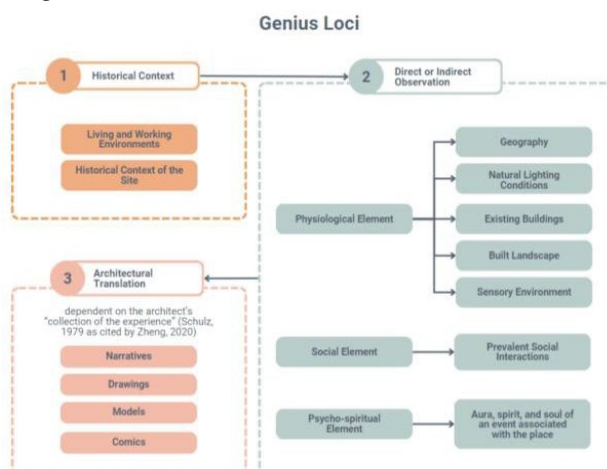 Genius Loci
1
Historical Context
Living and Working
Environments
Historical Context of the
Site
2
Direct or Indirect
Observation
Physiological Element
Geography
Natural Lighting
Conditions
Existing Buildings
Built Landscape
Sensory Environment
Social Element
Prevalent Social
Interactions
Psycho-spiritual
Element
Aura, spirit, and soul of
an event associated
with the place
3
Architectural
Translation
dependent on the architect's
"collection of the experience" (Schulz,
1979 as cited by Zheng, 2020)
Narratives
Drawings
Models
Comics